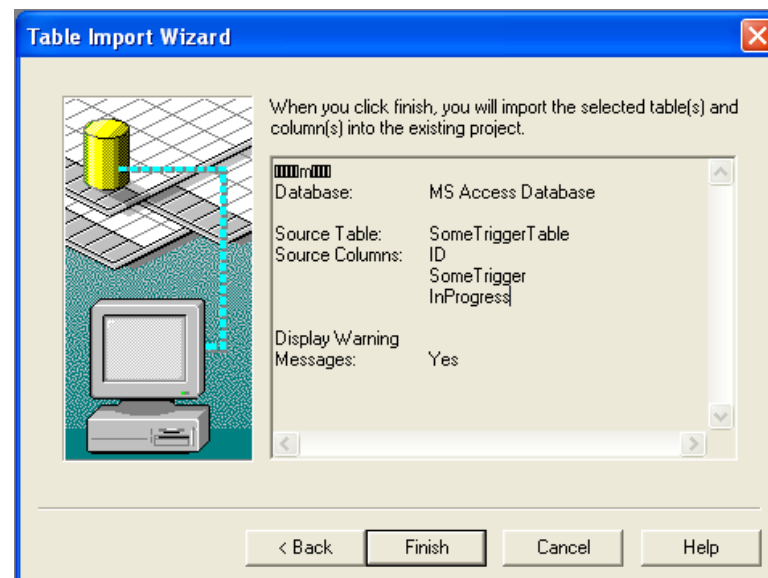 Table Import Wizard
When you click finish, you will import the selected table(s) and
column(s) into the existing project.
Database: MS Access Database
Source Table: SomeTriggerTable
Source Columns: ID
SomeTrigger
InProgress
Display Warning
Messages: Yes
< Back Finish Cancel Help